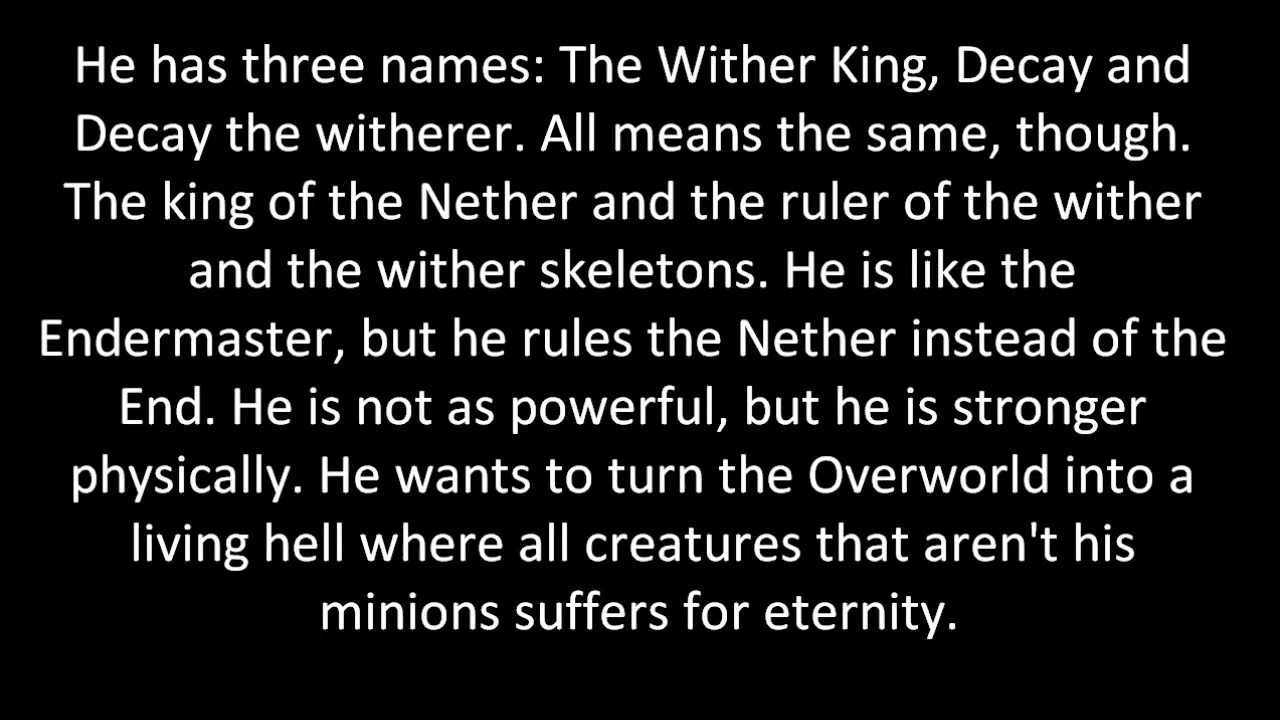 He has three names: The Wither King, Decay and
Decay the witherer. All means the same, though.
The king of the Nether and the ruler of the wither
and the wither skeletons. He is like the
Endermaster, but he rules the Nether instead of the
End. He is not as powerful, but he is stronger
physically. He wants to turn the Overworld into a
living hell where all creatures that aren't his
minions suffers for eternity.